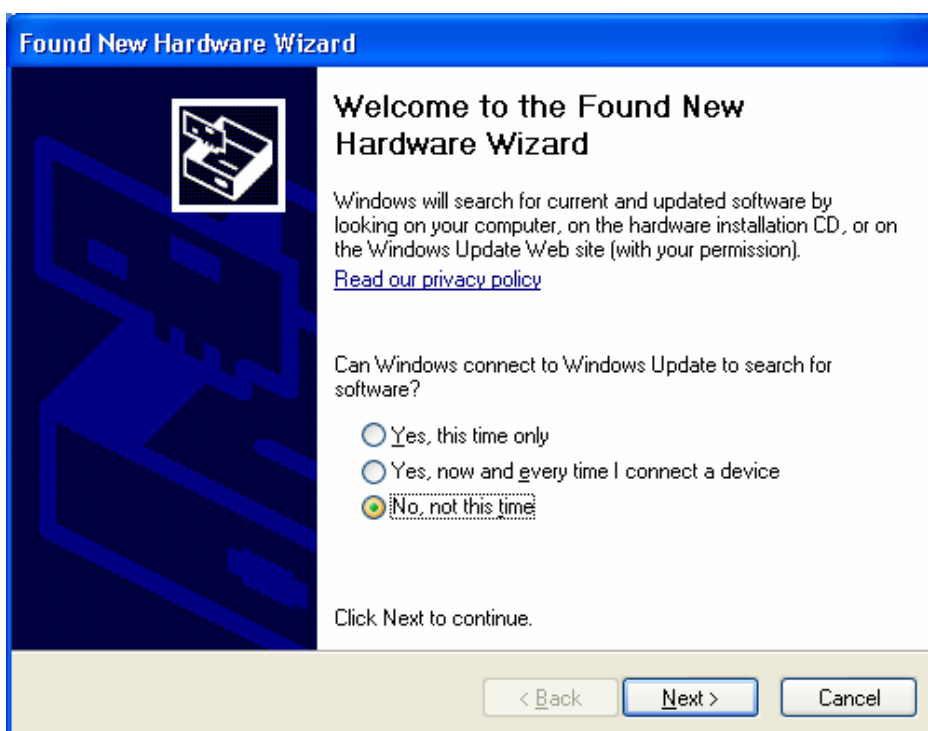 Found New Hardware Wizard
Welcome to the Found New
Hardware Wizard
Windows will search for current and updated software by
looking on your computer, on the hardware installation CD, or on
the Windows Update Web site (with your permission).
Read our privacy policy
Can Windows connect to Windows Update to search for
software?
Yes, this time only
Yes, now and every time I connect a device
No, not this time
Click Next to continue.
< Back Next > Cancel